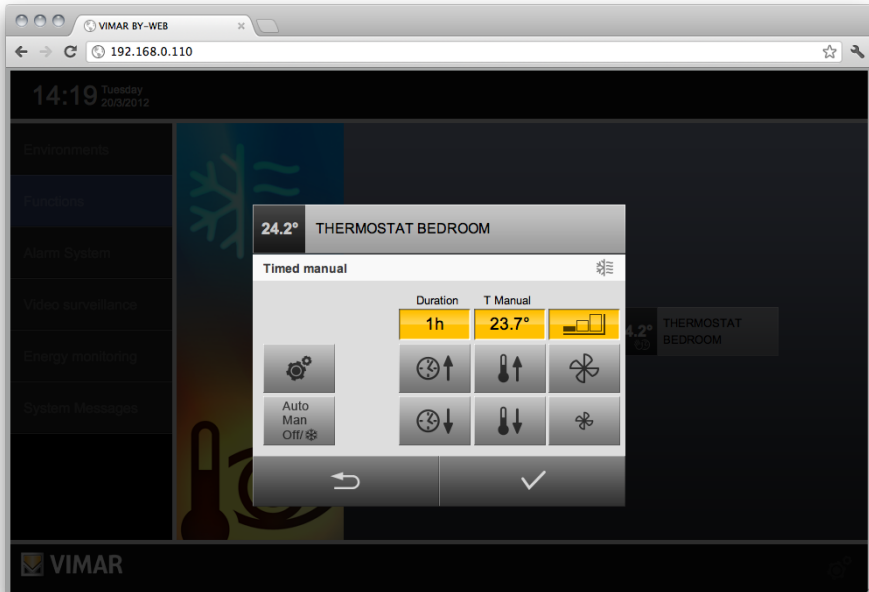 VIMAR BY-WEB
192.168.0.110
14:19 Tuesday
20/3/2012
Environments
Functions
Alarm System
Video surveillance
Energy monitoring
System Messages
24.2° THERMOSTAT BEDROOM
Timed manual
Duration T Manual
1h 23.7°
Auto
Man
Off/
4.2° THERMOSTAT
BEDROOM
VIMAR